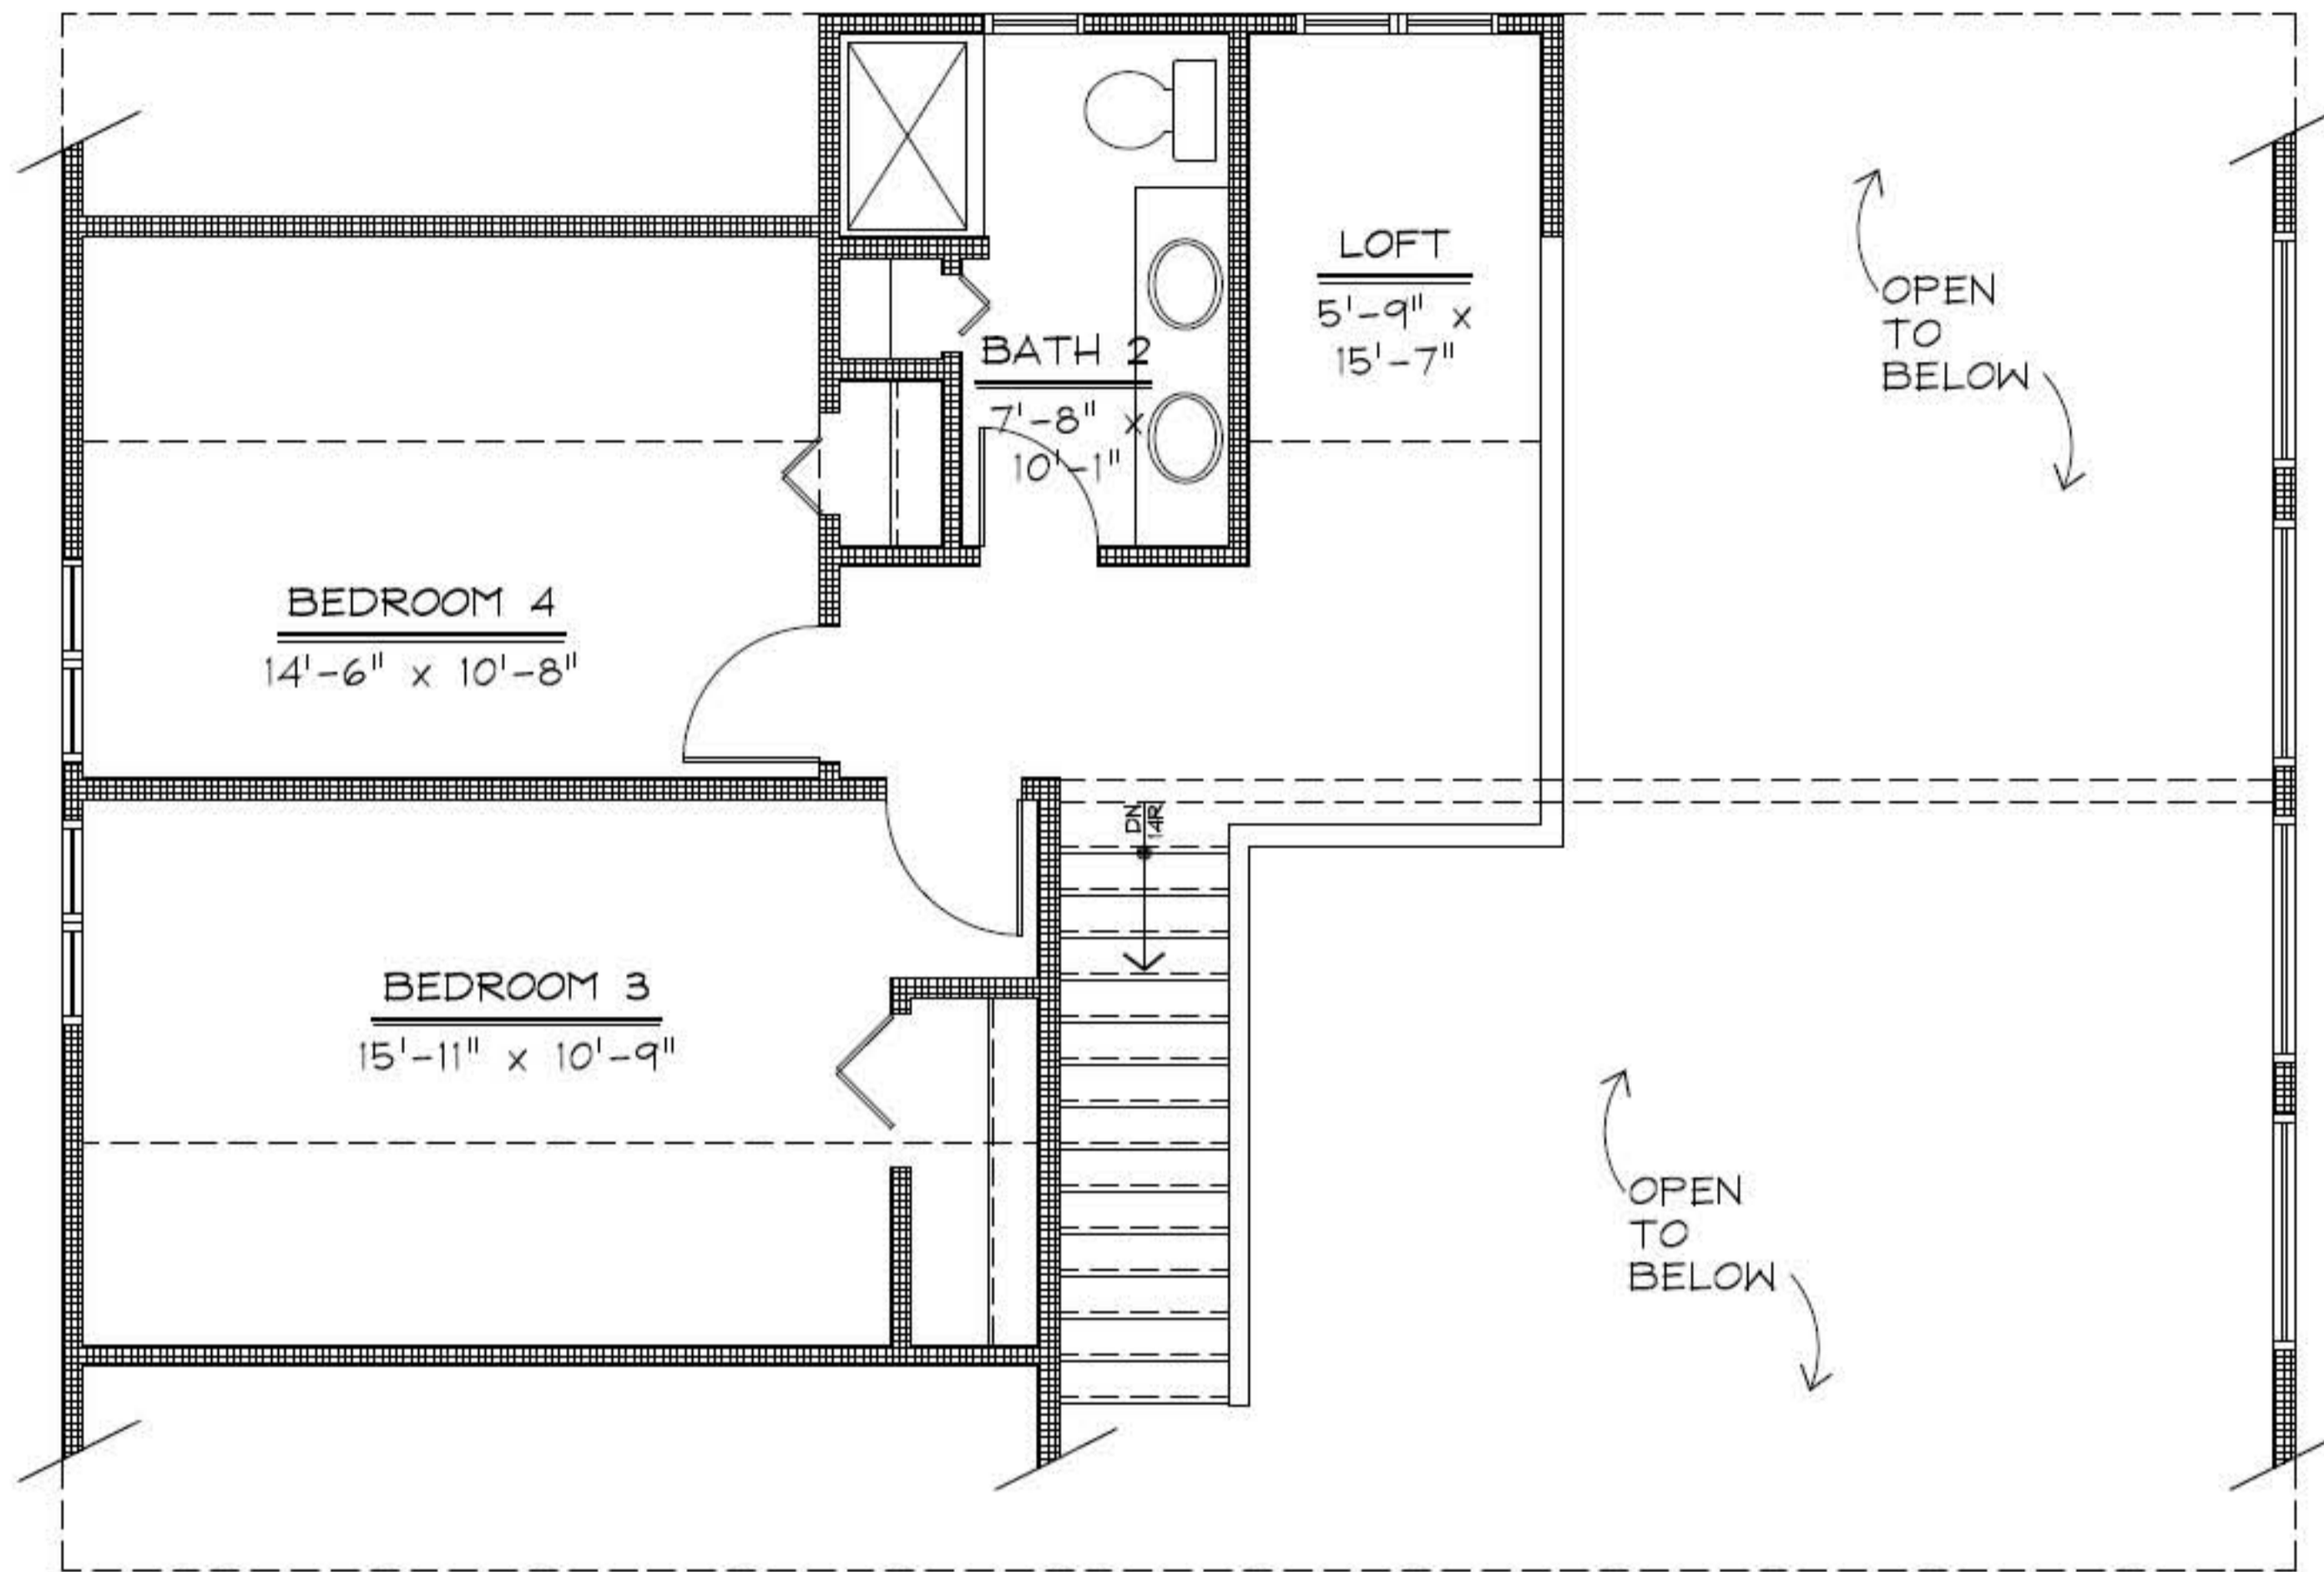 LOFT
5'-9" x
15'-7"
OPEN
TO
BELOW
BATH 2
7'-8" x
10'-1"
BEDROOM 4
14'-6" x 10'-8"
DN
14R
BEDROOM 3
15'-11" x 10'-9"
OPEN
TO
BELOW